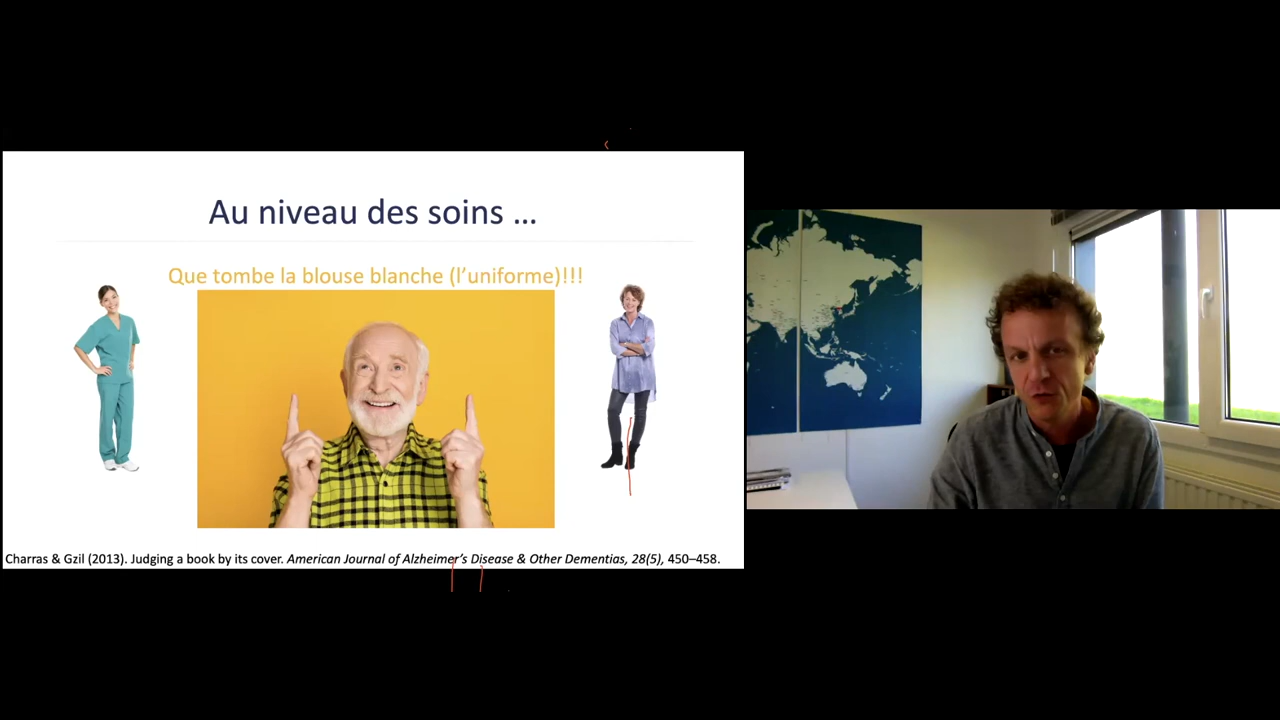 Au niveau des soins ...
Que tombe la blouse blanche (l'uniforme)!!!
Charras & Gzil (2013). Judging a book by its cover. American Journal of Alzheimer's Disease & Other Dementias, 28(5), 450–458.